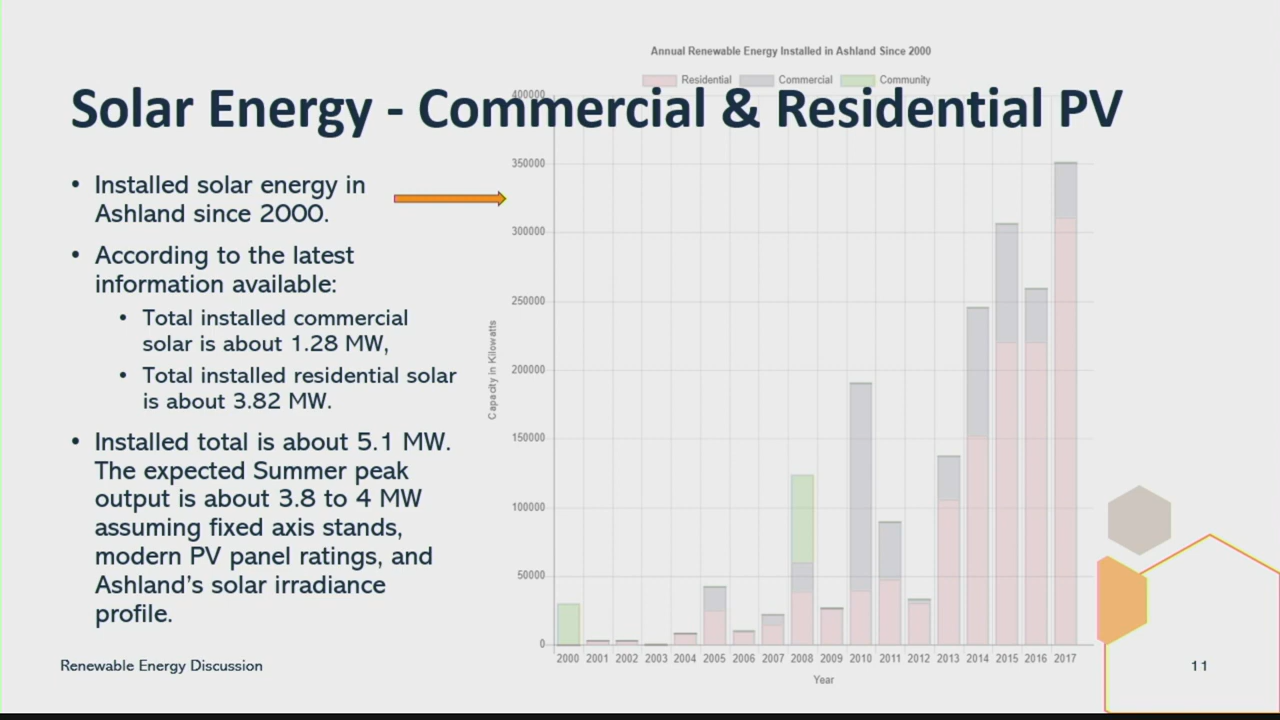 Annual Renewable Energy Installed in Ashland Since 2000
Residential Commercial Community
Solar Energy - Commercial & Residential PV
• Installed solar energy in
Ashland since 2000.
• According to the latest
information available:
• Total installed commercial
solar is about 1.28 MW,
• Total installed residential solar
is about 3.82 MW.
• Installed total is about 5.1 MW.
The expected Summer peak
output is about 3.8 to 4 MW
assuming fixed axis stands,
modern PV panel ratings, and
Ashland's solar irradiance
profile.
Capacity in Kilowatts
400000
350000
300000
250000
200000
150000
100000
50000
0
2000 2001 2002 2003 2004 2005 2006 2007 2008 2009 2010 2011 2012 2013 2014 2015 2016 2017
Year
Renewable Energy Discussion
11